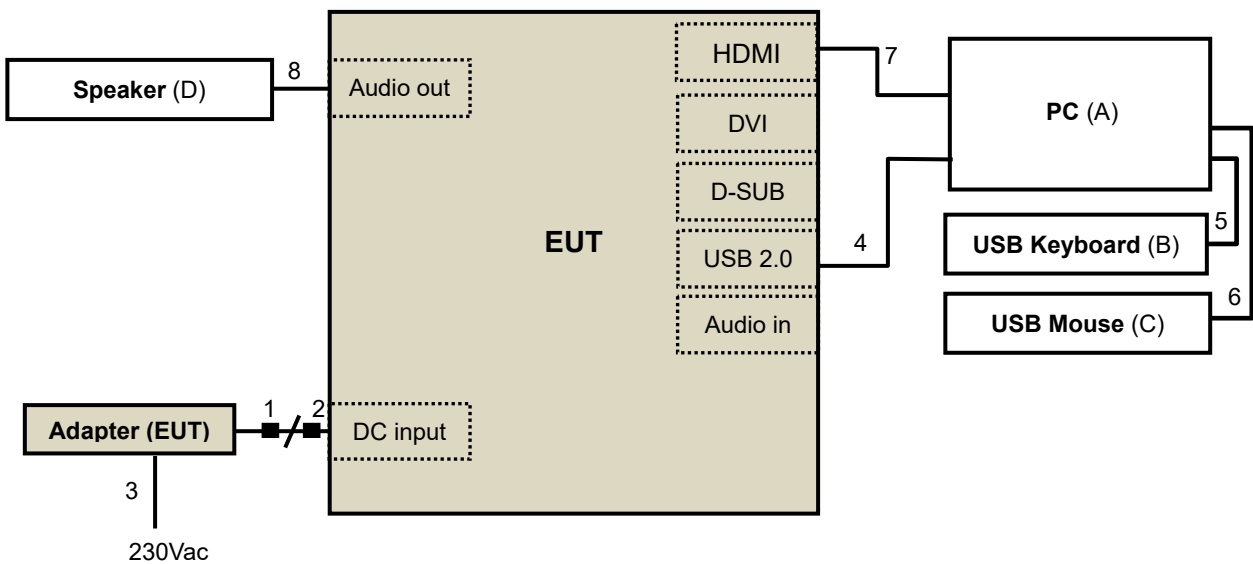 HDMI
7
Speaker (D)
8
Audio out
DVI
PC (A)
D-SUB
EUT
USB 2.0
4
5
USB Keyboard (B)
Audio in
6
USB Mouse (C)
Adapter (EUT)
1
2
DC input
3
230Vac